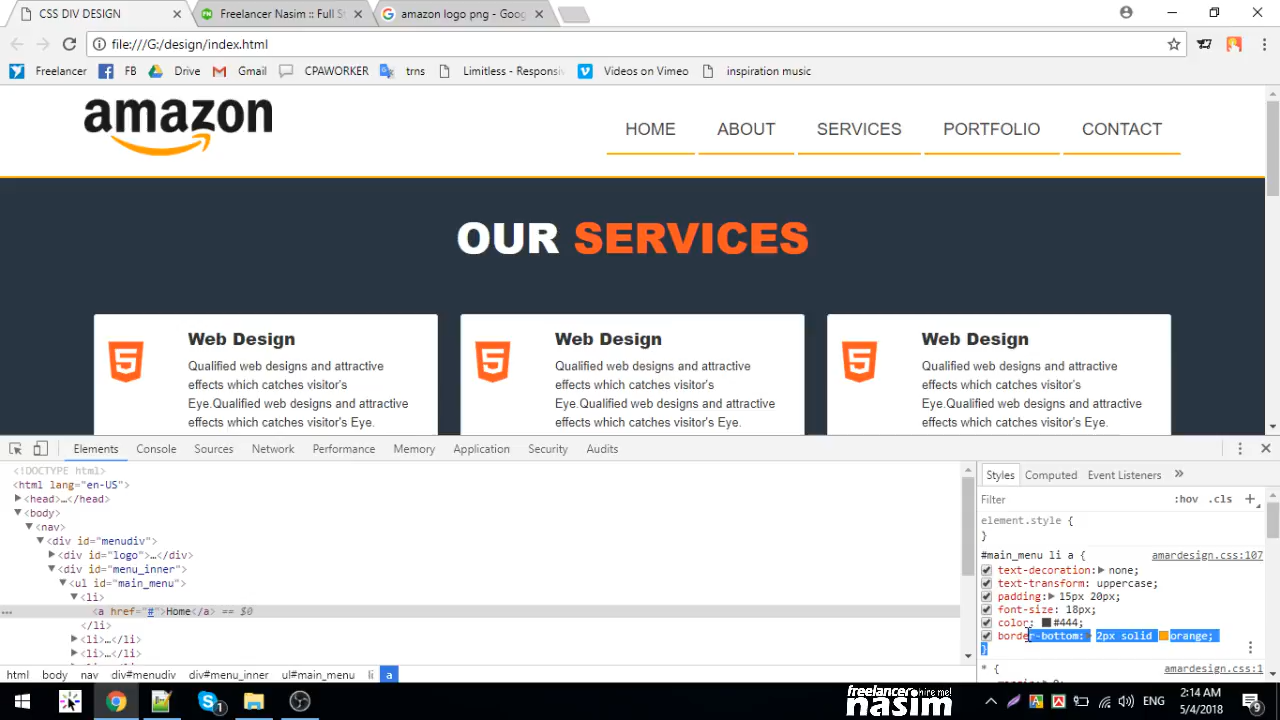 CSS DIV DESIGN
Freelancer Nasim :: Full St
amazon logo png - Goog
file:///G:/design/index.html
Freelancer FB Drive Gmail CPAWORKER trns Limitless - Responsiv Videos on Vimeo inspiration music
amazon
HOME ABOUT SERVICES PORTFOLIO CONTACT
OUR SERVICES
5
Web Design
Qualified web designs and attractive
effects which catches visitor's
Eye.Qualified web designs and attractive
effects which catches visitor's Eye.
5
Web Design
Qualified web designs and attractive
effects which catches visitor's
Eye.Qualified web designs and attractive
effects which catches visitor's Eye.
5
Web Design
Qualified web designs and attractive
effects which catches visitor's
Eye.Qualified web designs and attractive
effects which catches visitor's Eye.
Elements Console Sources Network Performance Memory Application Security Audits
<!DOCTYPE html>
<html lang="en-US">
<head>…</head>
<body>
<nav>
<div id="menudiv">
<div id="logo">…</div>
<div id="menu_inner">
<ul id="main_menu">
<li>
… <a href="#">Home</a> == $0
</li>
<li>…</li>
<li>…</li>
html body nav div#menudiv div#menu_inner ul#main_menu li a
Styles Computed Event Listeners »
Filter :hov .cls +
element.style {
}
#main_menu li a { amardesign.css:107
text-decoration: none;
text-transform: uppercase;
padding: 15px 20px;
font-size: 18px;
color: #444;
border-bottom: 2px solid orange;
}
* { amardesign.css:1
1
freelancer hire me!
nasim
ENG
2:14 AM
5/4/2018
9